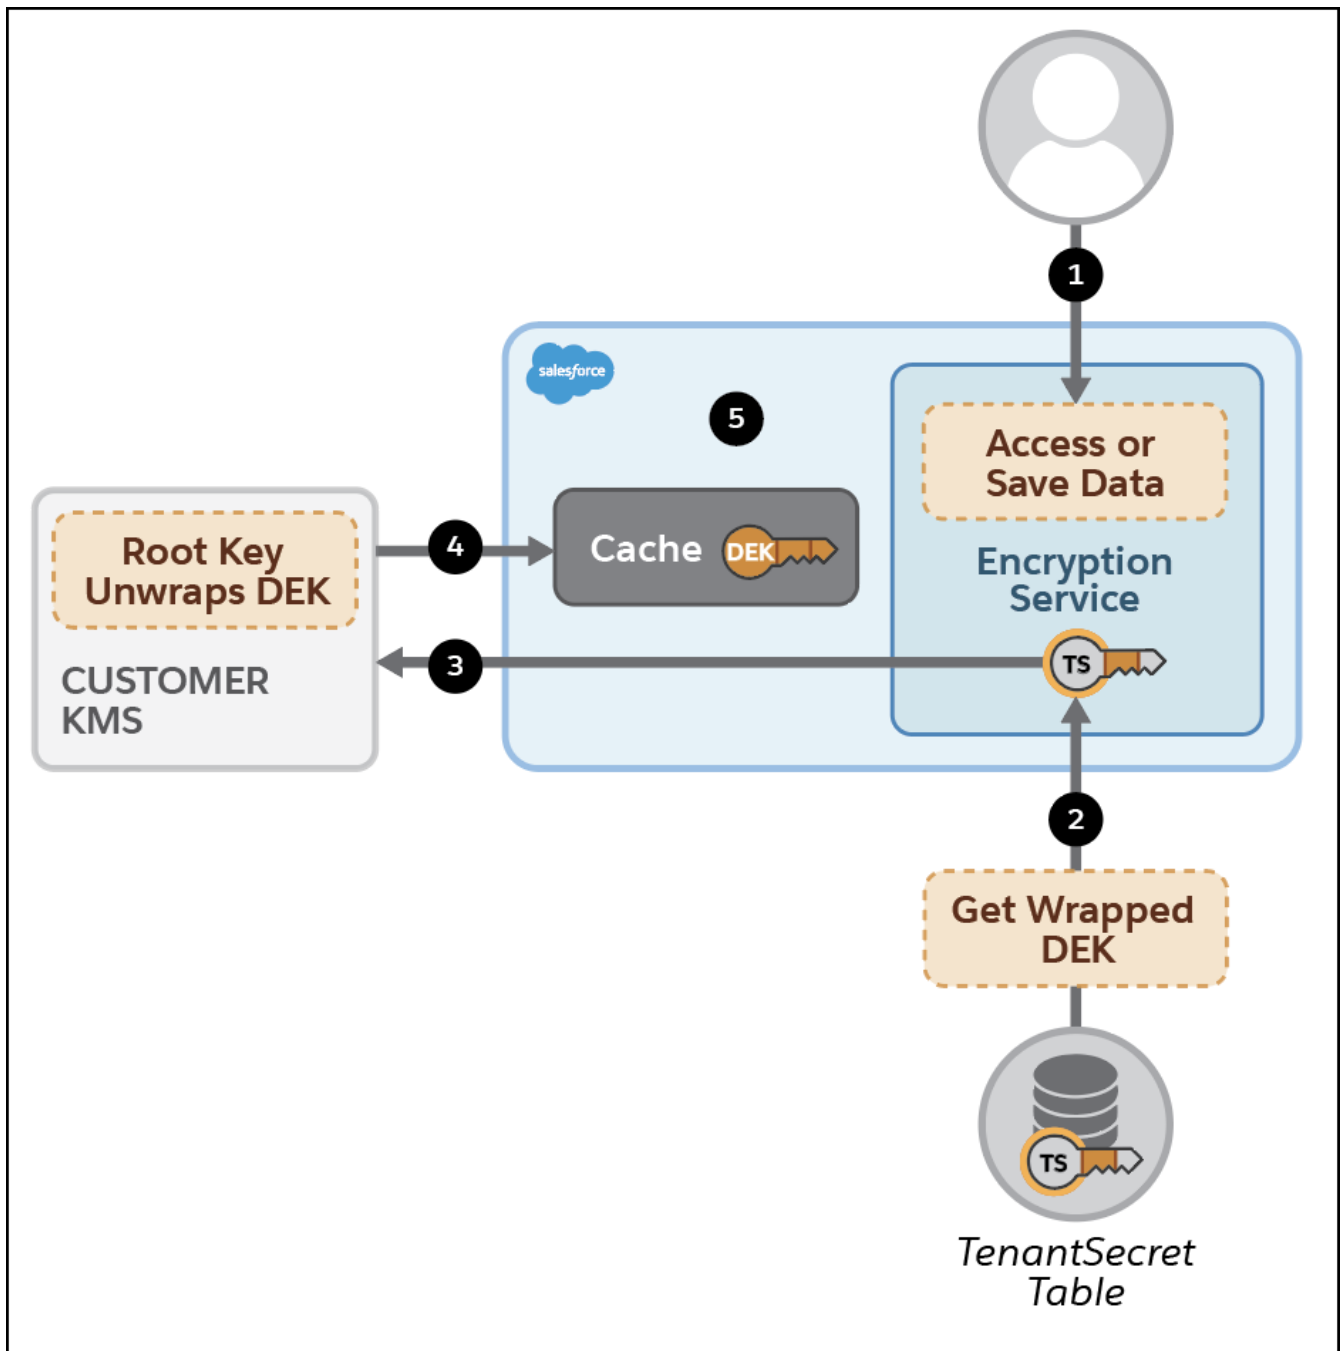 1
salesforce
5
Access or
Save Data
Root Key
Unwraps DEK
4
Cache
DEK
Encryption
Service
CUSTOMER
KMS
3
TS
2
Get Wrapped
DEK
TS
TenantSecret
Table